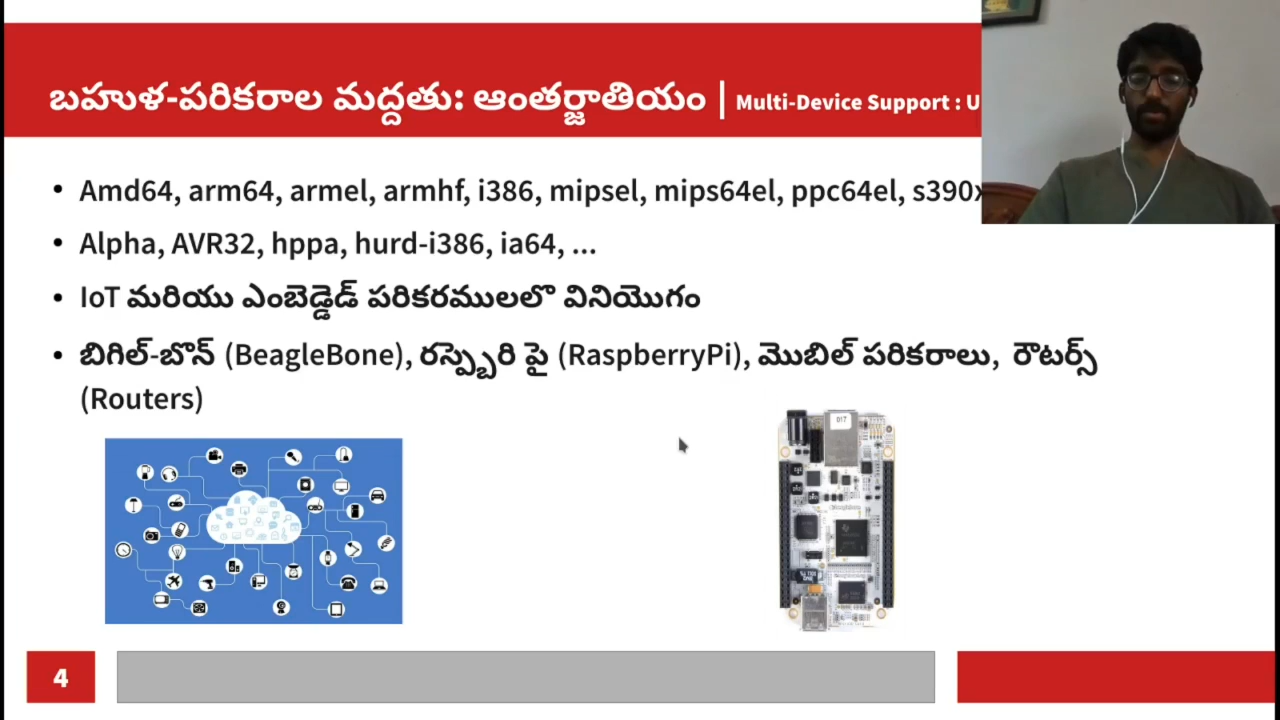 బహుళ-పరికరాల మద్దతు: ఆంతర్జాతియం | Multi-Device Support : U
Amd64, arm64, armel, armhf, i386, mipsel, mips64el, ppc64el, s390x
Alpha, AVR32, hppa, hurd-i386, ia64, ...
IoT మరియు ఎంబెడ్డెడ్ పరికరములలొ వినియొగం
బిగిల్-బొన్ (BeagleBone), రస్ప్బెరి పై (RaspberryPi), మొబిల్ పరికరాలు, రౌటర్స్
(Routers)
4